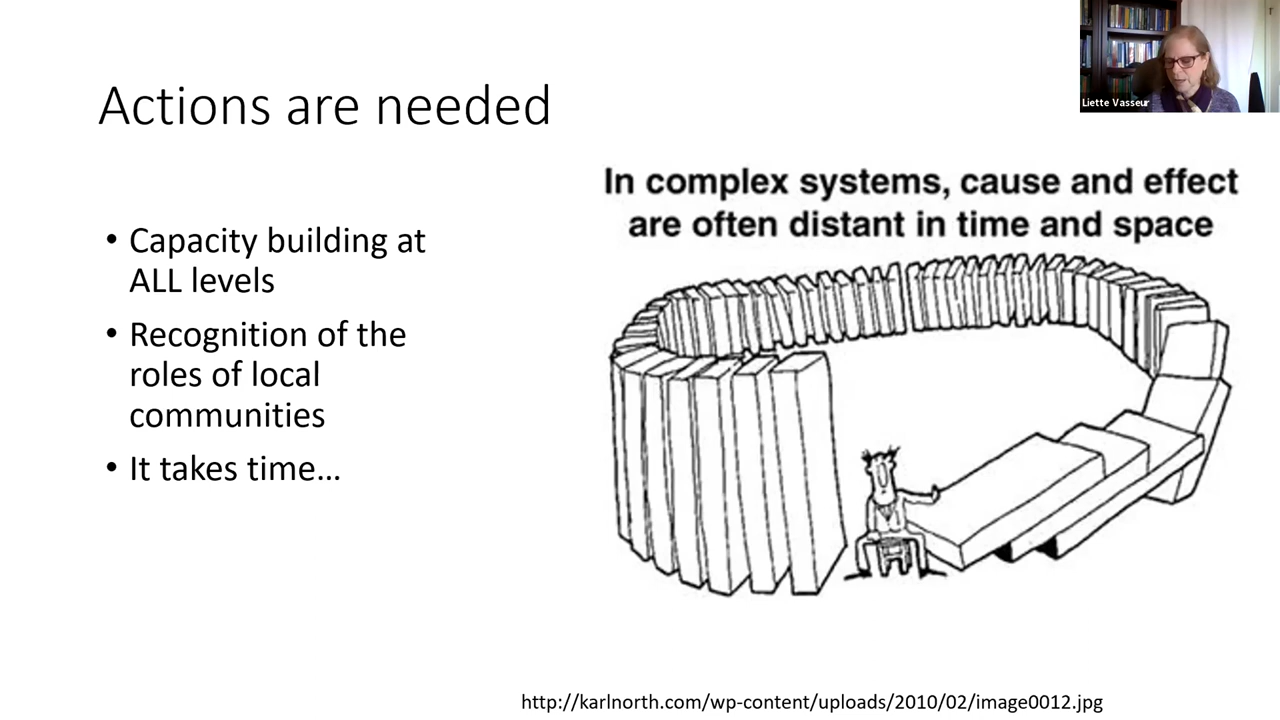 Actions are needed
Liette Vasseur
• Capacity building at
ALL levels
• Recognition of the
roles of local
communities
• It takes time…
In complex systems, cause and effect
are often distant in time and space
http://karlnorth.com/wp-content/uploads/2010/02/image0012.jpg